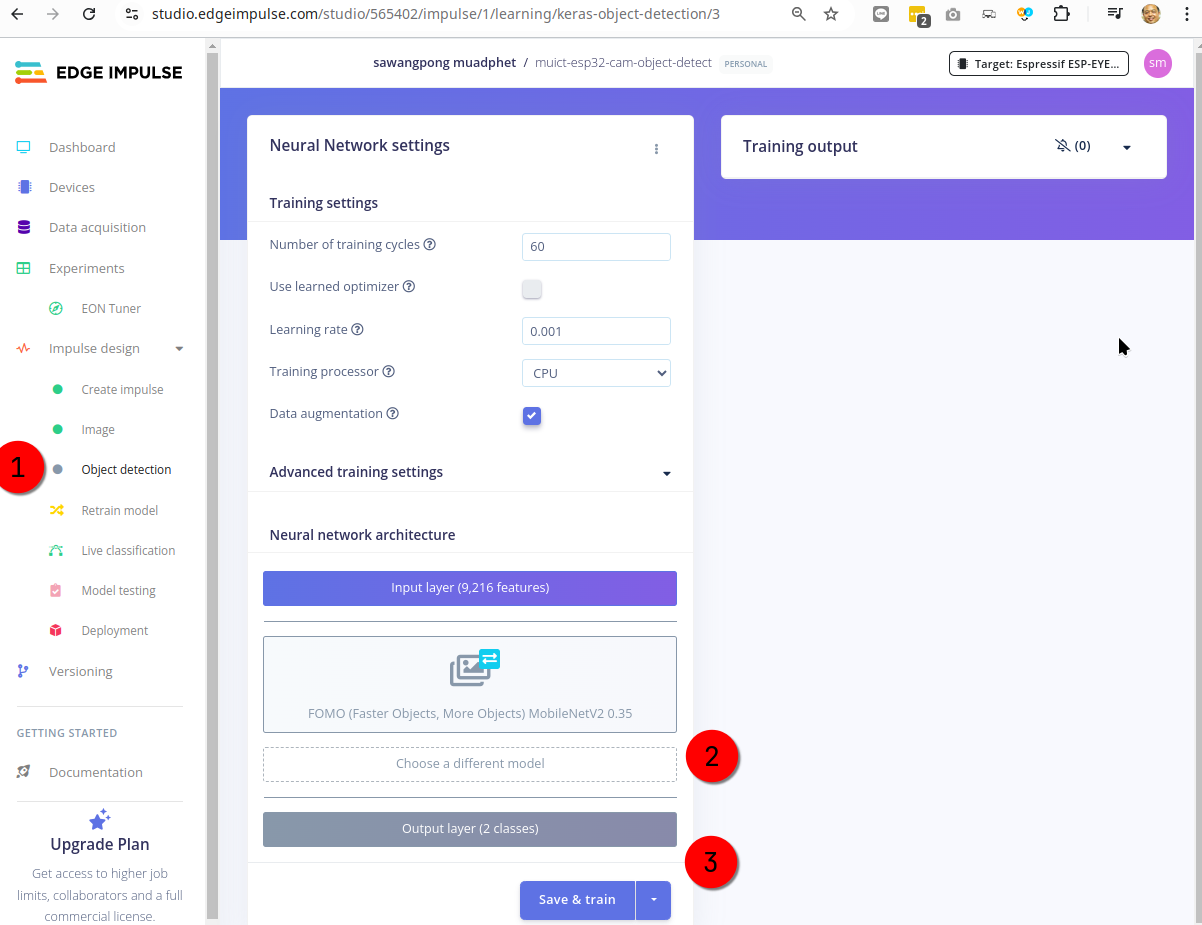 studio.edgeimpulse.com/studio/565402/impulse/1/learning/keras-object-detection/3
2
EDGE IMPULSE
sawangpong muadphet / muict-esp32-cam-object-detect PERSONAL
Target: Espressif ESP-EYE...
sm
Dashboard
Devices
Data acquisition
Experiments
EON Tuner
Impulse design
Create impulse
Image
1
Object detection
Retrain model
Live classification
Model testing
Deployment
Versioning
GETTING STARTED
Documentation
Upgrade Plan
Get access to higher job
limits, collaborators and a full
commercial license.
Neural Network settings
Training settings
Number of training cycles ? 60
Use learned optimizer ?
Learning rate ? 0.001
Training processor ? CPU
Data augmentation ?
Advanced training settings
Neural network architecture
Input layer (9,216 features)
FOMO (Faster Objects, More Objects) MobileNetV2 0.35
Choose a different model
2
Output layer (2 classes)
3
Save & train
Training output
(0)